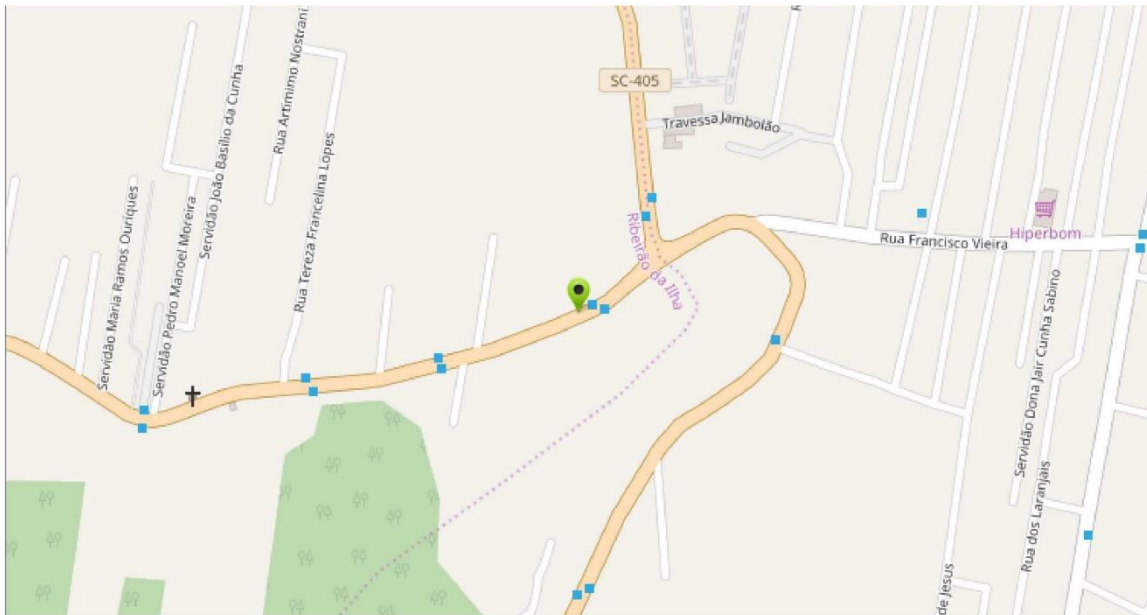 Rua Artimimo Nostrani
Servidão João Basílio da Cunha
Servidão Maria Ramos Ouriques
Servidão Pedro Manoel Moreira
Rua Tereza Francelina Lopes
SC-405
Travessa Jambolão
Ribeirão da Ilha
Rua Francisco Vieira
Hiperbom
Servidão Dona Jair Cunha Sabino
Rua dos Laranjais
de Jesus